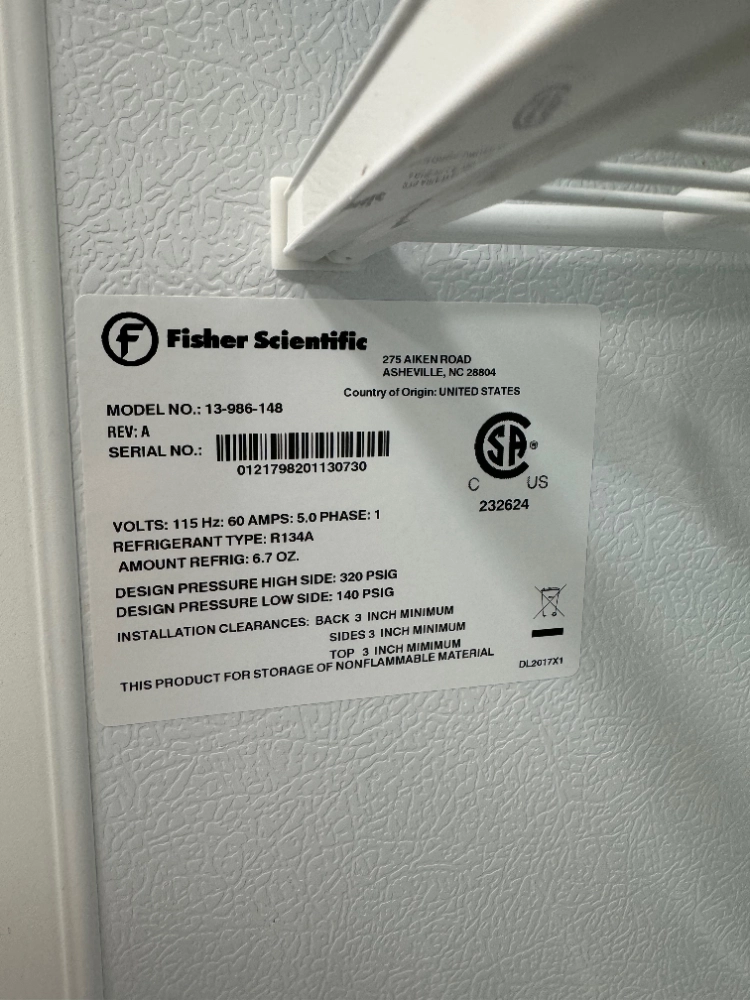 Fisher Scientific
275 AIKEN ROAD
ASHEVILLE, NC 28804
Country of Origin: UNITED STATES
MODEL NO.: 13-986-148
REV: A
SERIAL NO.:
0121798201130730
C US
232624
VOLTS: 115 Hz: 60 AMPS: 5.0 PHASE: 1
REFRIGERANT TYPE: R134A
AMOUNT REFRIG: 6.7 OZ.
DESIGN PRESSURE HIGH SIDE: 320 PSIG
DESIGN PRESSURE LOW SIDE: 140 PSIG
INSTALLATION CLEARANCES: BACK 3 INCH MINIMUM
SIDES 3 INCH MINIMUM
TOP 3 INCH MIMIMUM
THIS PRODUCT FOR STORAGE OF NONFLAMMABLE MATERIAL
DL2017X1